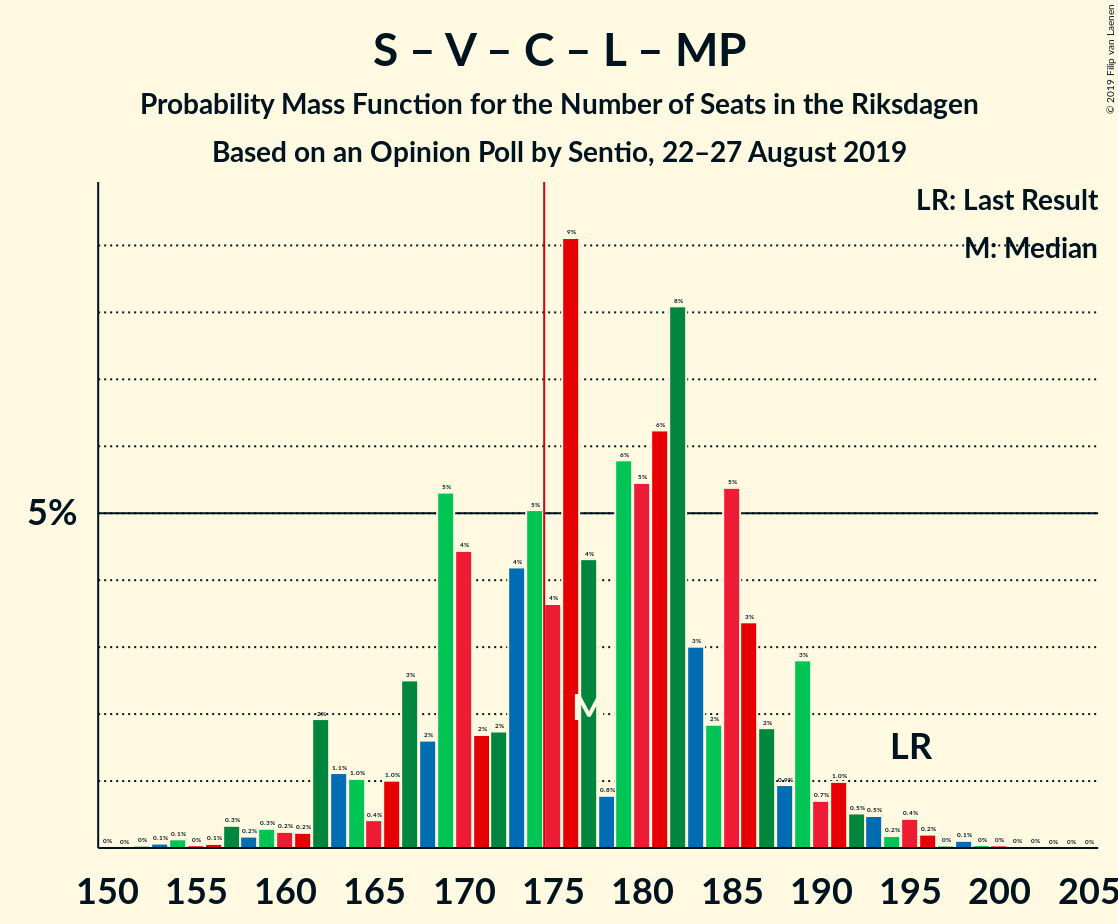 S – V – C – L – MP
Probability Mass Function for the Number of Seats in the Riksdagen
Based on an Opinion Poll by Sentio, 22–27 August 2019
© 2019 Filip van Laenen
LR: Last Result
M: Median
5%
0% 0% 0% 0.1% 0.1% 0% 0.1% 0.3% 0.2% 0.3% 0.2% 0.2% 2% 1.1% 1.0% 0.4% 1.0% 3% 2% 5% 4% 2% 2% 4% 5% 4% 9% 4% 0.8% 6% 5% 6% 8% 3% 2% 5% 3% 2% 0.9% 3% 0.7% 1.0% 0.5% 0.5% 0.2% 0.4% 0.2% 0% 0.1% 0% 0% 0% 0% 0% 0% 0%
M
LR
150 155 160 165 170 175 180 185 190 195 200 205